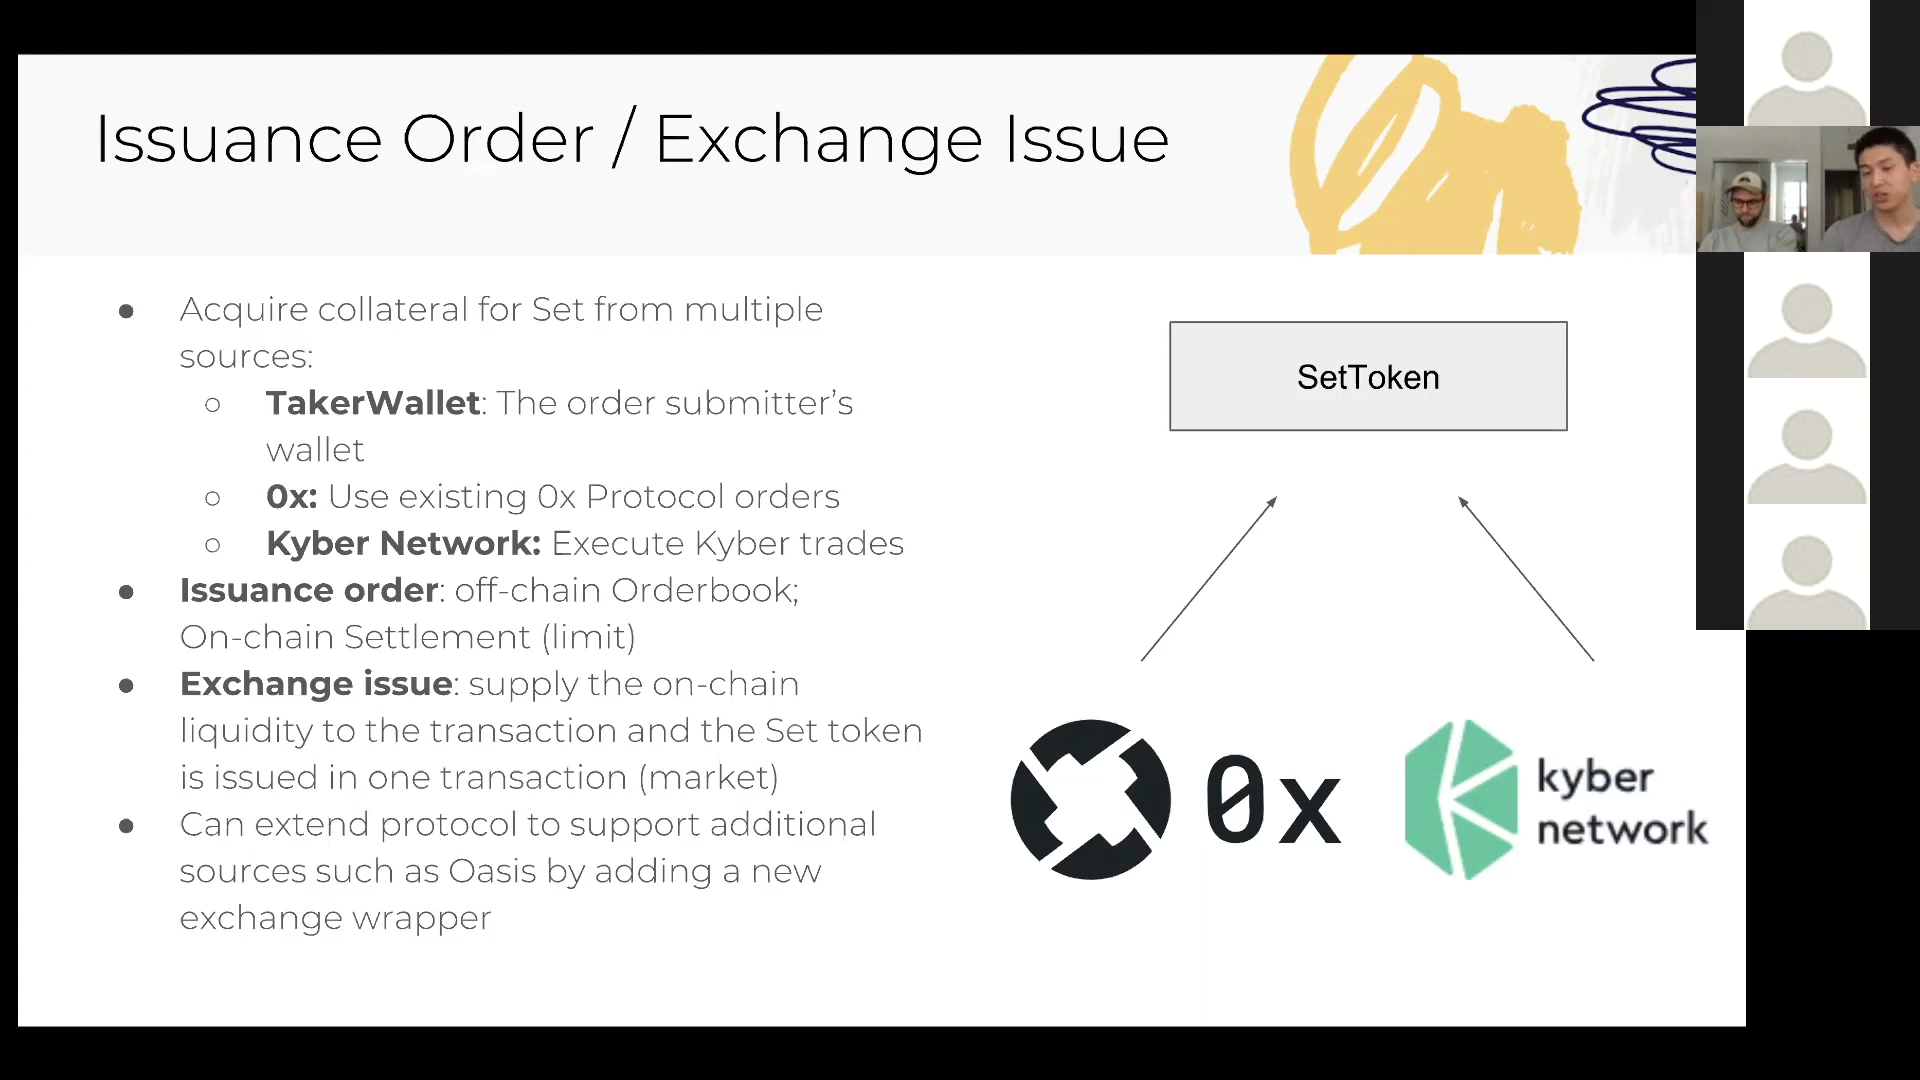 Issuance Order / Exchange Issue
● Acquire collateral for Set from multiple
sources:
○ TakerWallet: The order submitter’s
wallet
○ 0x: Use existing 0x Protocol orders
○ Kyber Network: Execute Kyber trades
● Issuance order: off-chain Orderbook;
On-chain Settlement (limit)
● Exchange issue: supply the on-chain
liquidity to the transaction and the Set token
is issued in one transaction (market)
● Can extend protocol to support additional
sources such as Oasis by adding a new
exchange wrapper
SetToken
0x
kyber
network